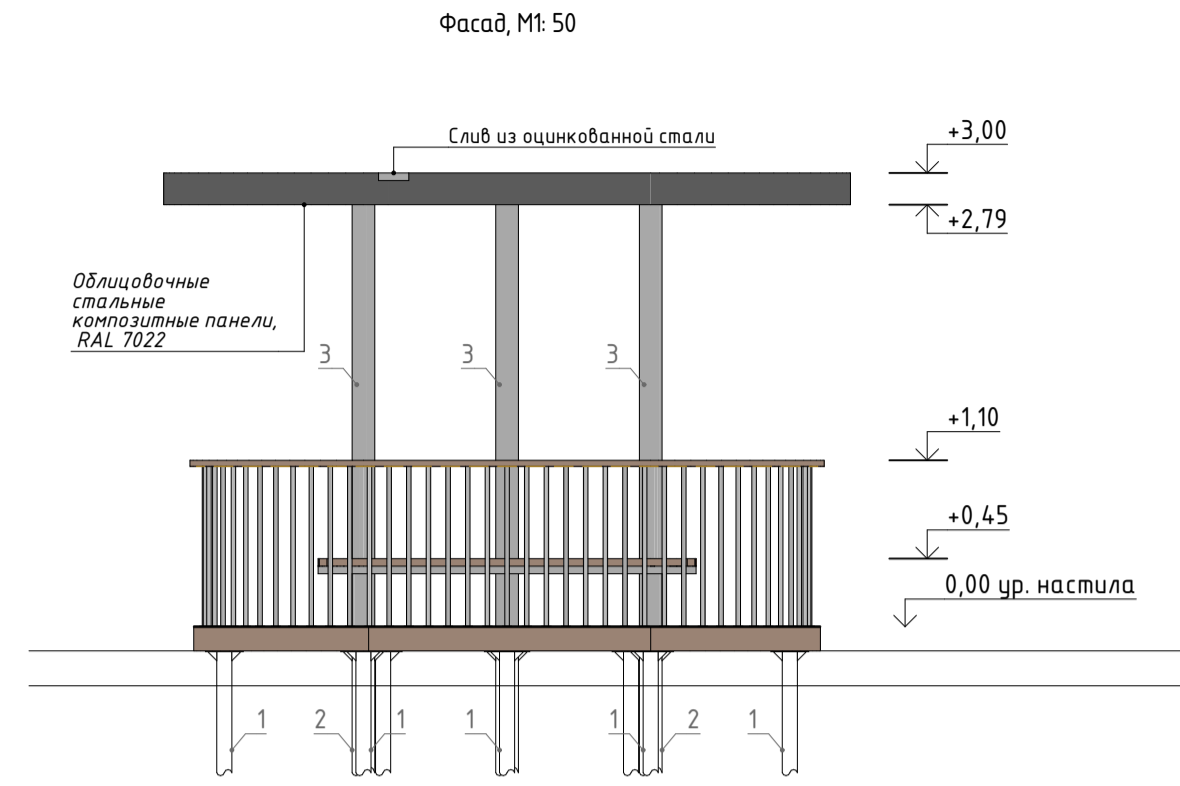 Фасад, М1: 50
Слив из оцинкованной стали
+3,00
+2,79
Облицовочные
стальные
композитные панели,
RAL 7022
3
3
3
+1,10
+0,45
0,00 ур. настила
1
2
1
1
1
2
1